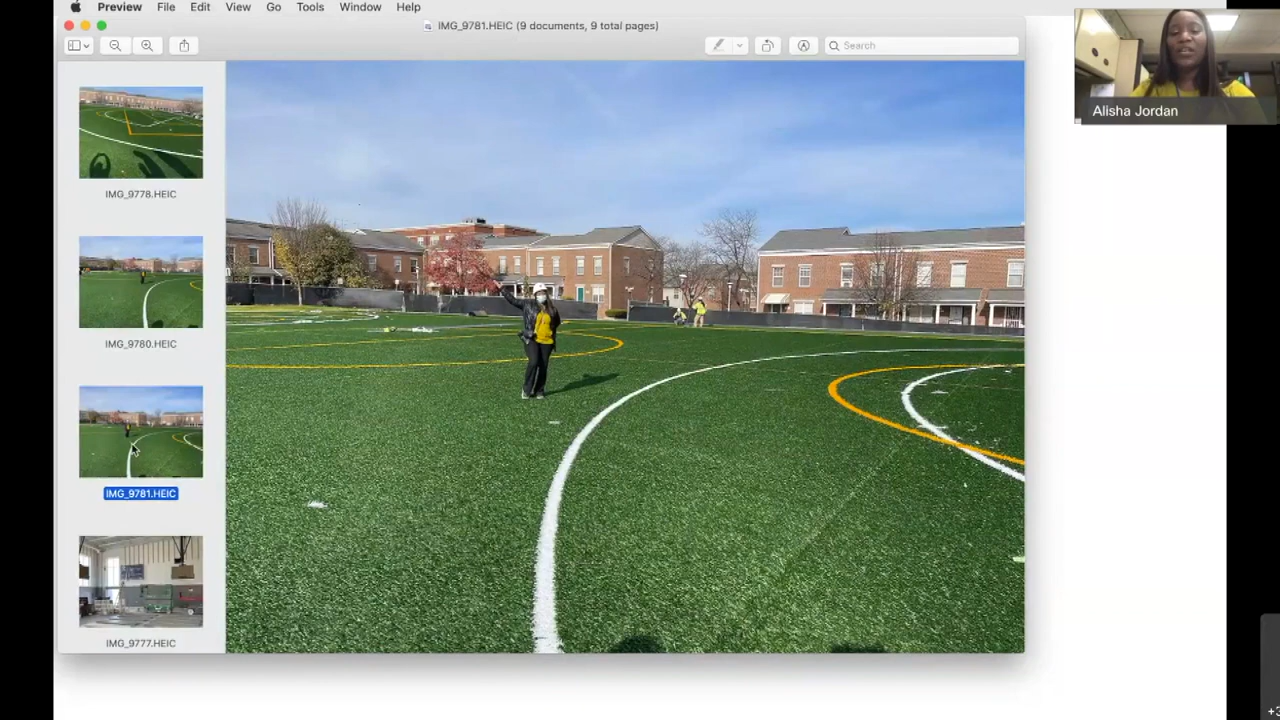 Preview File Edit View Go Tools Window Help
IMG_9781.HEIC (9 documents, 9 total pages)
Search
Alisha Jordan
IMG_9778.HEIC
IMG_9780.HEIC
IMG_9781.HEIC
IMG_9777.HEIC